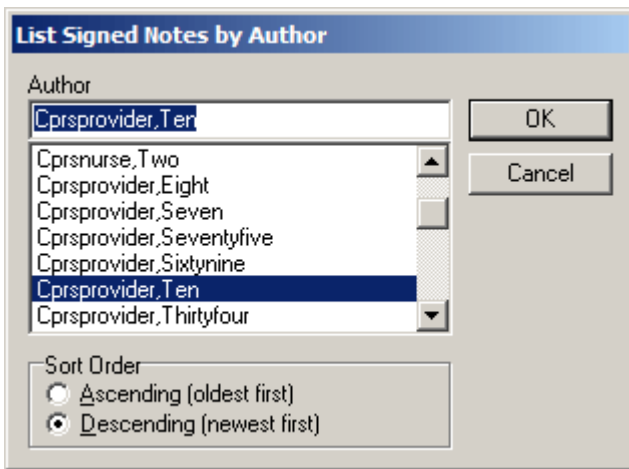 List Signed Notes by Author
Author
Cprsprovider,Ten
OK
Cprsnurse,Two
Cancel
Cprsprovider,Eight
Cprsprovider,Seven
Cprsprovider,Seventyfive
Cprsprovider,Sixtynine
Cprsprovider,Ten
Cprsprovider,Thirtyfour
Sort Order
Ascending (oldest first)
Descending (newest first)